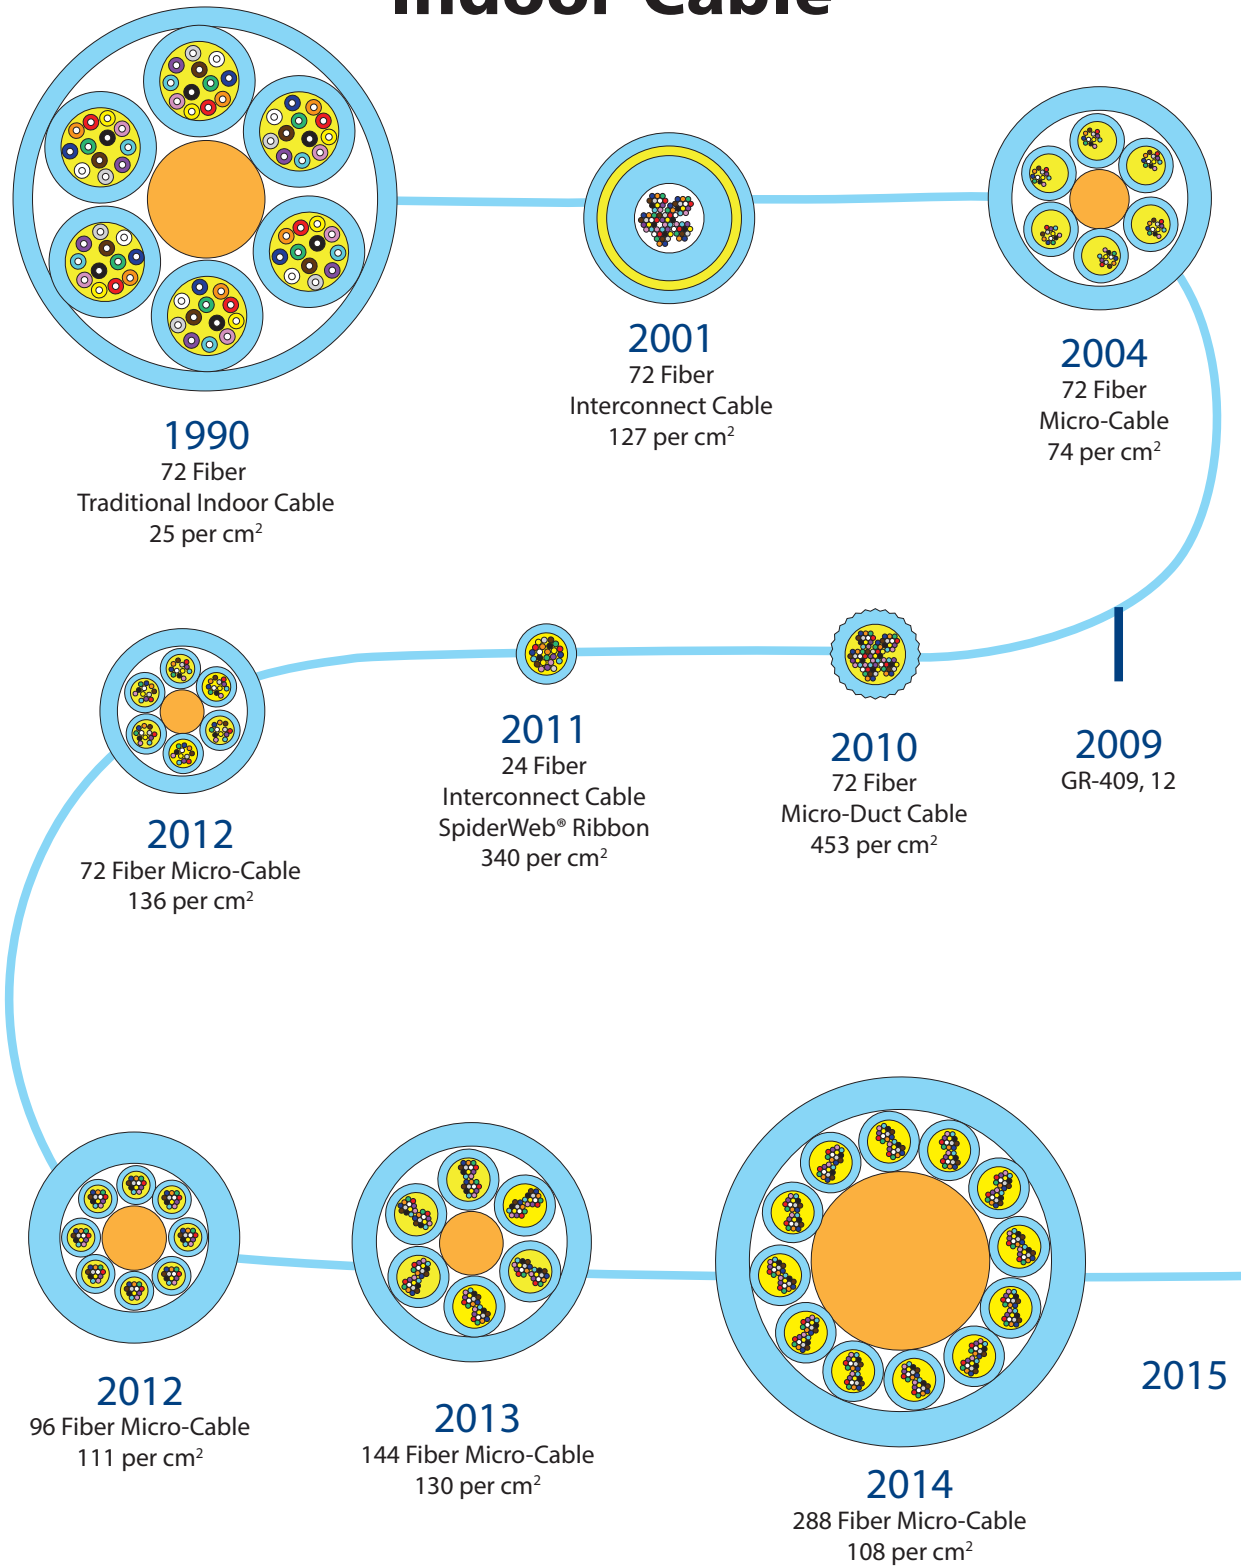 Indoor Cable
1990
72 Fiber
Traditional Indoor Cable
25 per cm²
2001
72 Fiber
Interconnect Cable
127 per cm²
2004
72 Fiber
Micro-Cable
74 per cm²
2009
GR-409, 12
2010
72 Fiber
Micro-Duct Cable
453 per cm²
2011
24 Fiber
Interconnect Cable
SpiderWeb® Ribbon
340 per cm²
2012
72 Fiber Micro-Cable
136 per cm²
2012
96 Fiber Micro-Cable
111 per cm²
2013
144 Fiber Micro-Cable
130 per cm²
2014
288 Fiber Micro-Cable
108 per cm²
2015